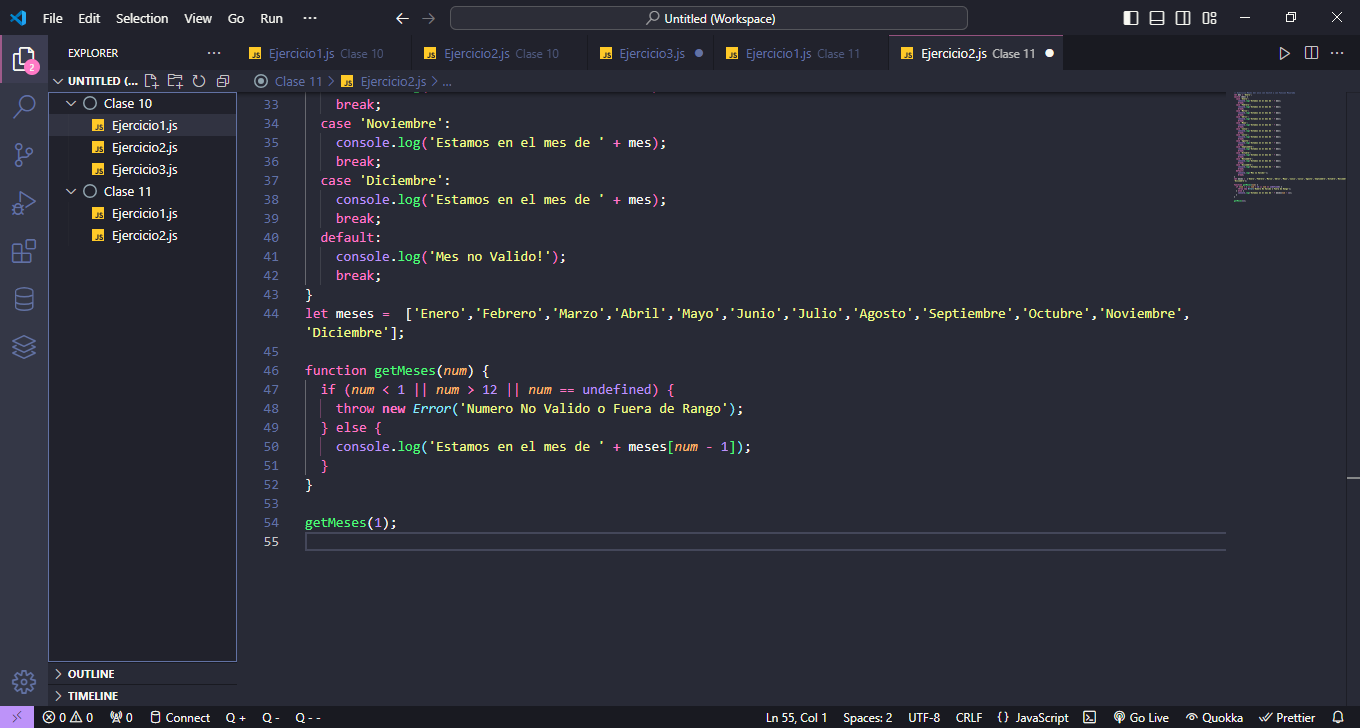 File Edit Selection View Go Run ··· Untitled (Workspace)
EXPLORER ···
UNTITLED (...
Clase 10
Ejercicio1.js
Ejercicio2.js
Ejercicio3.js
Clase 11
Ejercicio1.js
Ejercicio2.js
OUTLINE
TIMELINE
2
Ejercicio1.js Clase 10 Ejercicio2.js Clase 10 Ejercicio3.js Ejercicio1.js Clase 11 Ejercicio2.js Clase 11
Clase 11 > JS Ejercicio2.js > ...
33 break;
34 case 'Noviembre':
35 console.log('Estamos en el mes de ' + mes);
36 break;
37 case 'Diciembre':
38 console.log('Estamos en el mes de ' + mes);
39 break;
40 default:
41 console.log('Mes no Valido!');
42 break;
43 }
44 let meses = ['Enero','Febrero','Marzo','Abril','Mayo','Junio','Julio','Agosto','Septiembre','Octubre','Noviembre',
'Diciembre'];
45
46 function getMeses(num) {
47 if (num < 1 || num > 12 || num == undefined) {
48 throw new Error('Numero No Valido o Fuera de Rango');
49 } else {
50 console.log('Estamos en el mes de ' + meses[num - 1]);
51 }
52 }
53
54 getMeses(1);
55
0 0 0 Connect Q + Q - Q - - Ln 55, Col 1 Spaces: 2 UTF-8 CRLF {} JavaScript Go Live Quokka Prettier